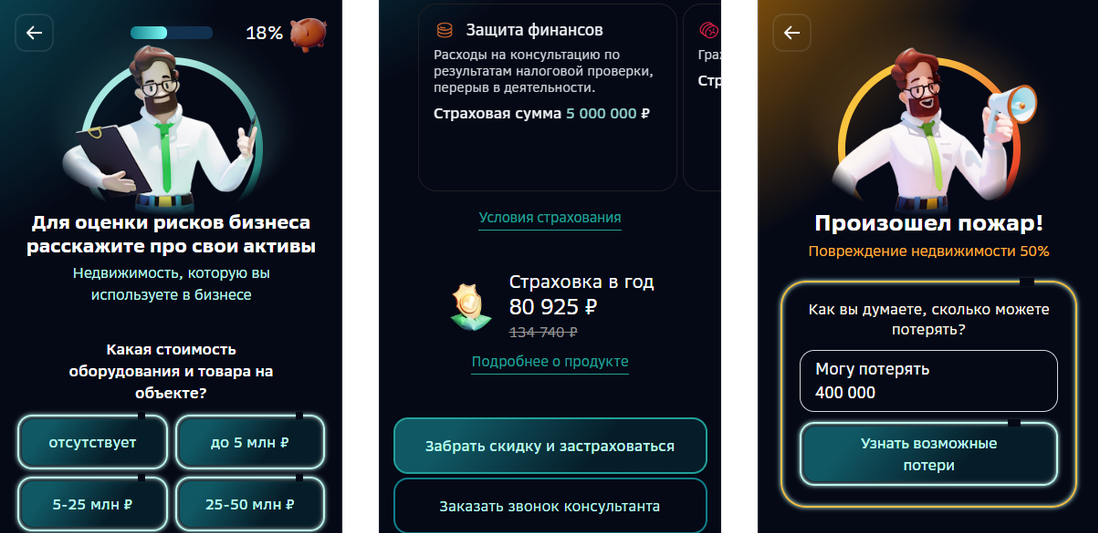 18%
Для оценки рисков бизнеса
расскажите про свои активы
Недвижимость, которую вы
используете в бизнесе
Какая стоимость
оборудования и товара на
объекте?
отсутствует
до 5 млн ₽
5-25 млн ₽
25-50 млн ₽
Защита финансов
Расходы на консультацию по
результатам налоговой проверки,
перерыв в деятельности.
Страховая сумма 5 000 000 ₽
Условия страхования
Страховка в год
80 925 ₽
134 740 ₽
Подробнее о продукте
Забрать скидку и застраховаться
Заказать звонок консультанта
Произошел пожар!
Повреждение недвижимости 50%
Как вы думаете, сколько можете
потерять?
Могу потерять
400 000
Узнать возможные
потери